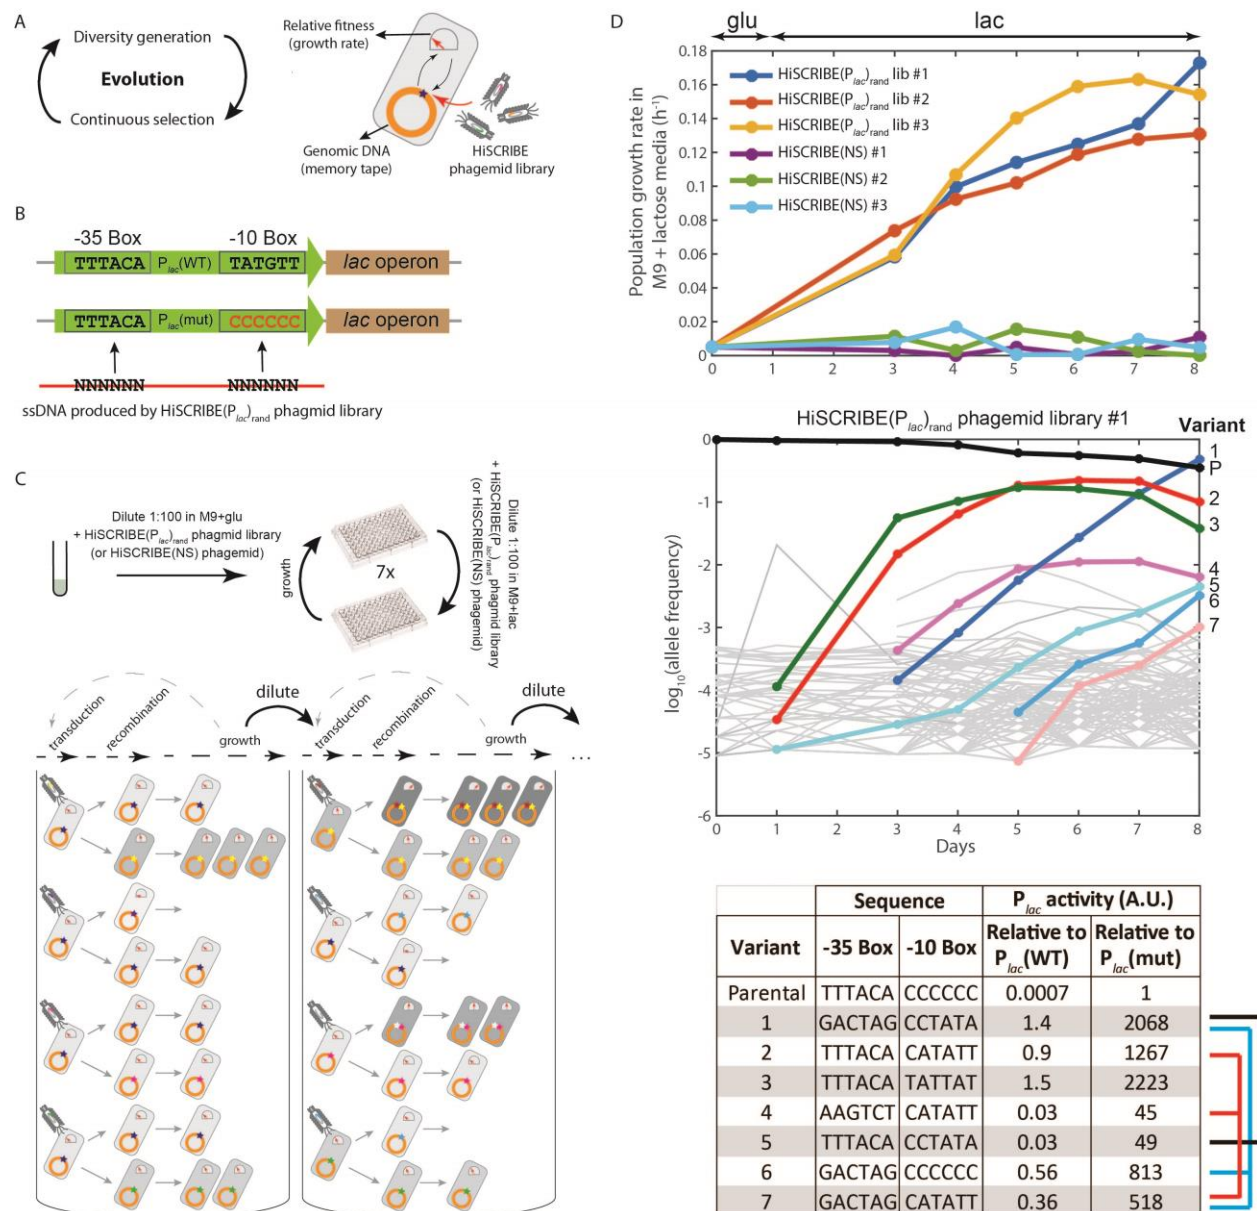 A
Diversity generation
Evolution
Continuous selection
Relative fitness
(growth rate)
Genomic DNA
(memory tape)
HiSCRIBE
phagemid library
B
-35 Box
-10 Box
TTTACA
Plac(WT)
TATGTT
lac operon
TTTACA
Plac(mut)
CCCCCC
lac operon
NNNNNN
NNNNNN
ssDNA produced by HiSCRIBE(Plac)rand phagmid library
C
Dilute 1:100 in M9+glu
+ HiSCRIBE(Plac)rand phagmid library
(or HiSCRIBE(NS) phagemid)
growth
7x
Dilute 1:100 in M9+lac
+ HiSCRIBE(Plac)rand phagmid library
(or HiSCRIBE(NS) phagemid)
transduction
recombination
growth
dilute
transduction
recombination
growth
dilute
...
D
glu
lac
Population growth rate in
M9 + lactose media (h-1)
0.18
0.16
0.14
0.12
0.1
0.08
0.06
0.04
0.02
0
HiSCRIBE(Plac)rand lib #1
HiSCRIBE(Plac)rand lib #2
HiSCRIBE(Plac)rand lib #3
HiSCRIBE(NS) #1
HiSCRIBE(NS) #2
HiSCRIBE(NS) #3
0 1 2 3 4 5 6 7 8
HiSCRIBE(Plac)rand phagemid library #1
Variant
log10(allele frequency)
0
-1
-2
-3
-4
-5
-6
1
P
2
3
4
5
6
7
0 1 2 3 4 5 6 7 8
Days
Sequence Plac activity (A.U.)
Variant -35 Box -10 Box Relative to Plac(WT) Relative to Plac(mut)
Parental TTTACA CCCCCC 0.0007 1
1 GACTAG CCTATA 1.4 2068
2 TTTACA CATATT 0.9 1267
3 TTTACA TATTAT 1.5 2223
4 AAGTCT CATATT 0.03 45
5 TTTACA CCTATA 0.03 49
6 GACTAG CCCCCC 0.56 813
7 GACTAG CATATT 0.36 518